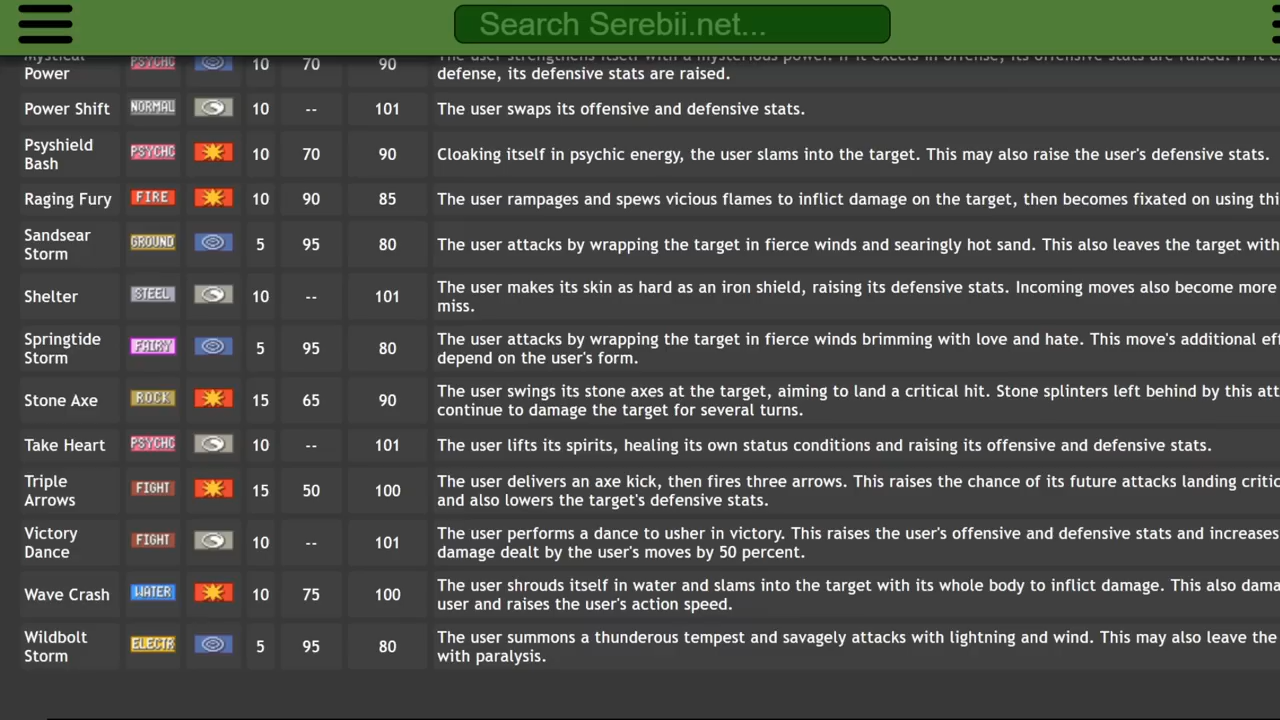 Search Serebii.net...
Mystical Power PSYCHC 10 70 90 The user strengthens itself with a mysterious power. If it excels in offense, its offensive stats are raised. If it
defense, its defensive stats are raised.
Power Shift NORMAL 10 -- 101 The user swaps its offensive and defensive stats.
Psyshield Bash PSYCHC 10 70 90 Cloaking itself in psychic energy, the user slams into the target. This may also raise the user's defensive stats.
Raging Fury FIRE 10 90 85 The user rampages and spews vicious flames to inflict damage on the target, then becomes fixated on using thi
Sandsear Storm GROUND 5 95 80 The user attacks by wrapping the target in fierce winds and searingly hot sand. This also leaves the target with
Shelter STEEL 10 -- 101 The user makes its skin as hard as an iron shield, raising its defensive stats. Incoming moves also become more
miss.
Springtide Storm FAIRY 5 95 80 The user attacks by wrapping the target in fierce winds brimming with love and hate. This move's additional ef
depend on the user's form.
Stone Axe ROCK 15 65 90 The user swings its stone axes at the target, aiming to land a critical hit. Stone splinters left behind by this att
continue to damage the target for several turns.
Take Heart PSYCHC 10 -- 101 The user lifts its spirits, healing its own status conditions and raising its offensive and defensive stats.
Triple Arrows FIGHT 15 50 100 The user delivers an axe kick, then fires three arrows. This raises the chance of its future attacks landing critic
and also lowers the target's defensive stats.
Victory Dance FIGHT 10 -- 101 The user performs a dance to usher in victory. This raises the user's offensive and defensive stats and increases
damage dealt by the user's moves by 50 percent.
Wave Crash WATER 10 75 100 The user shrouds itself in water and slams into the target with its whole body to inflict damage. This also dama
user and raises the user's action speed.
Wildbolt Storm ELECTR 5 95 80 The user summons a thunderous tempest and savagely attacks with lightning and wind. This may also leave the
with paralysis.